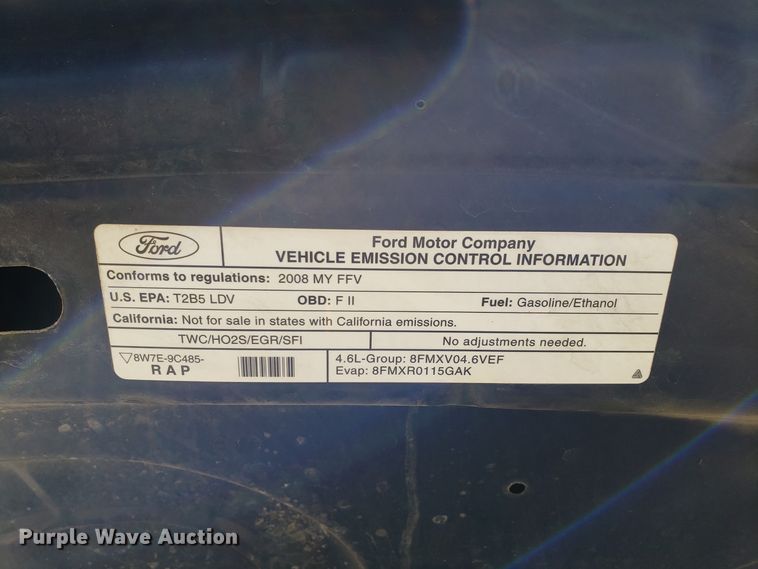 Ford
Ford Motor Company
VEHICLE EMISSION CONTROL INFORMATION
Conforms to regulations: 2008 MY FFV
U.S. EPA: T2B5 LDV OBD: F II Fuel: Gasoline/Ethanol
California: Not for sale in states with California emissions.
TWC/HO2S/EGR/SFI No adjustments needed.
8W7E-9C485-
RAP
4.6L-Group: 8FMXV04.6VEF
Evap: 8FMXR0115GAK
Purple Wave Auction®